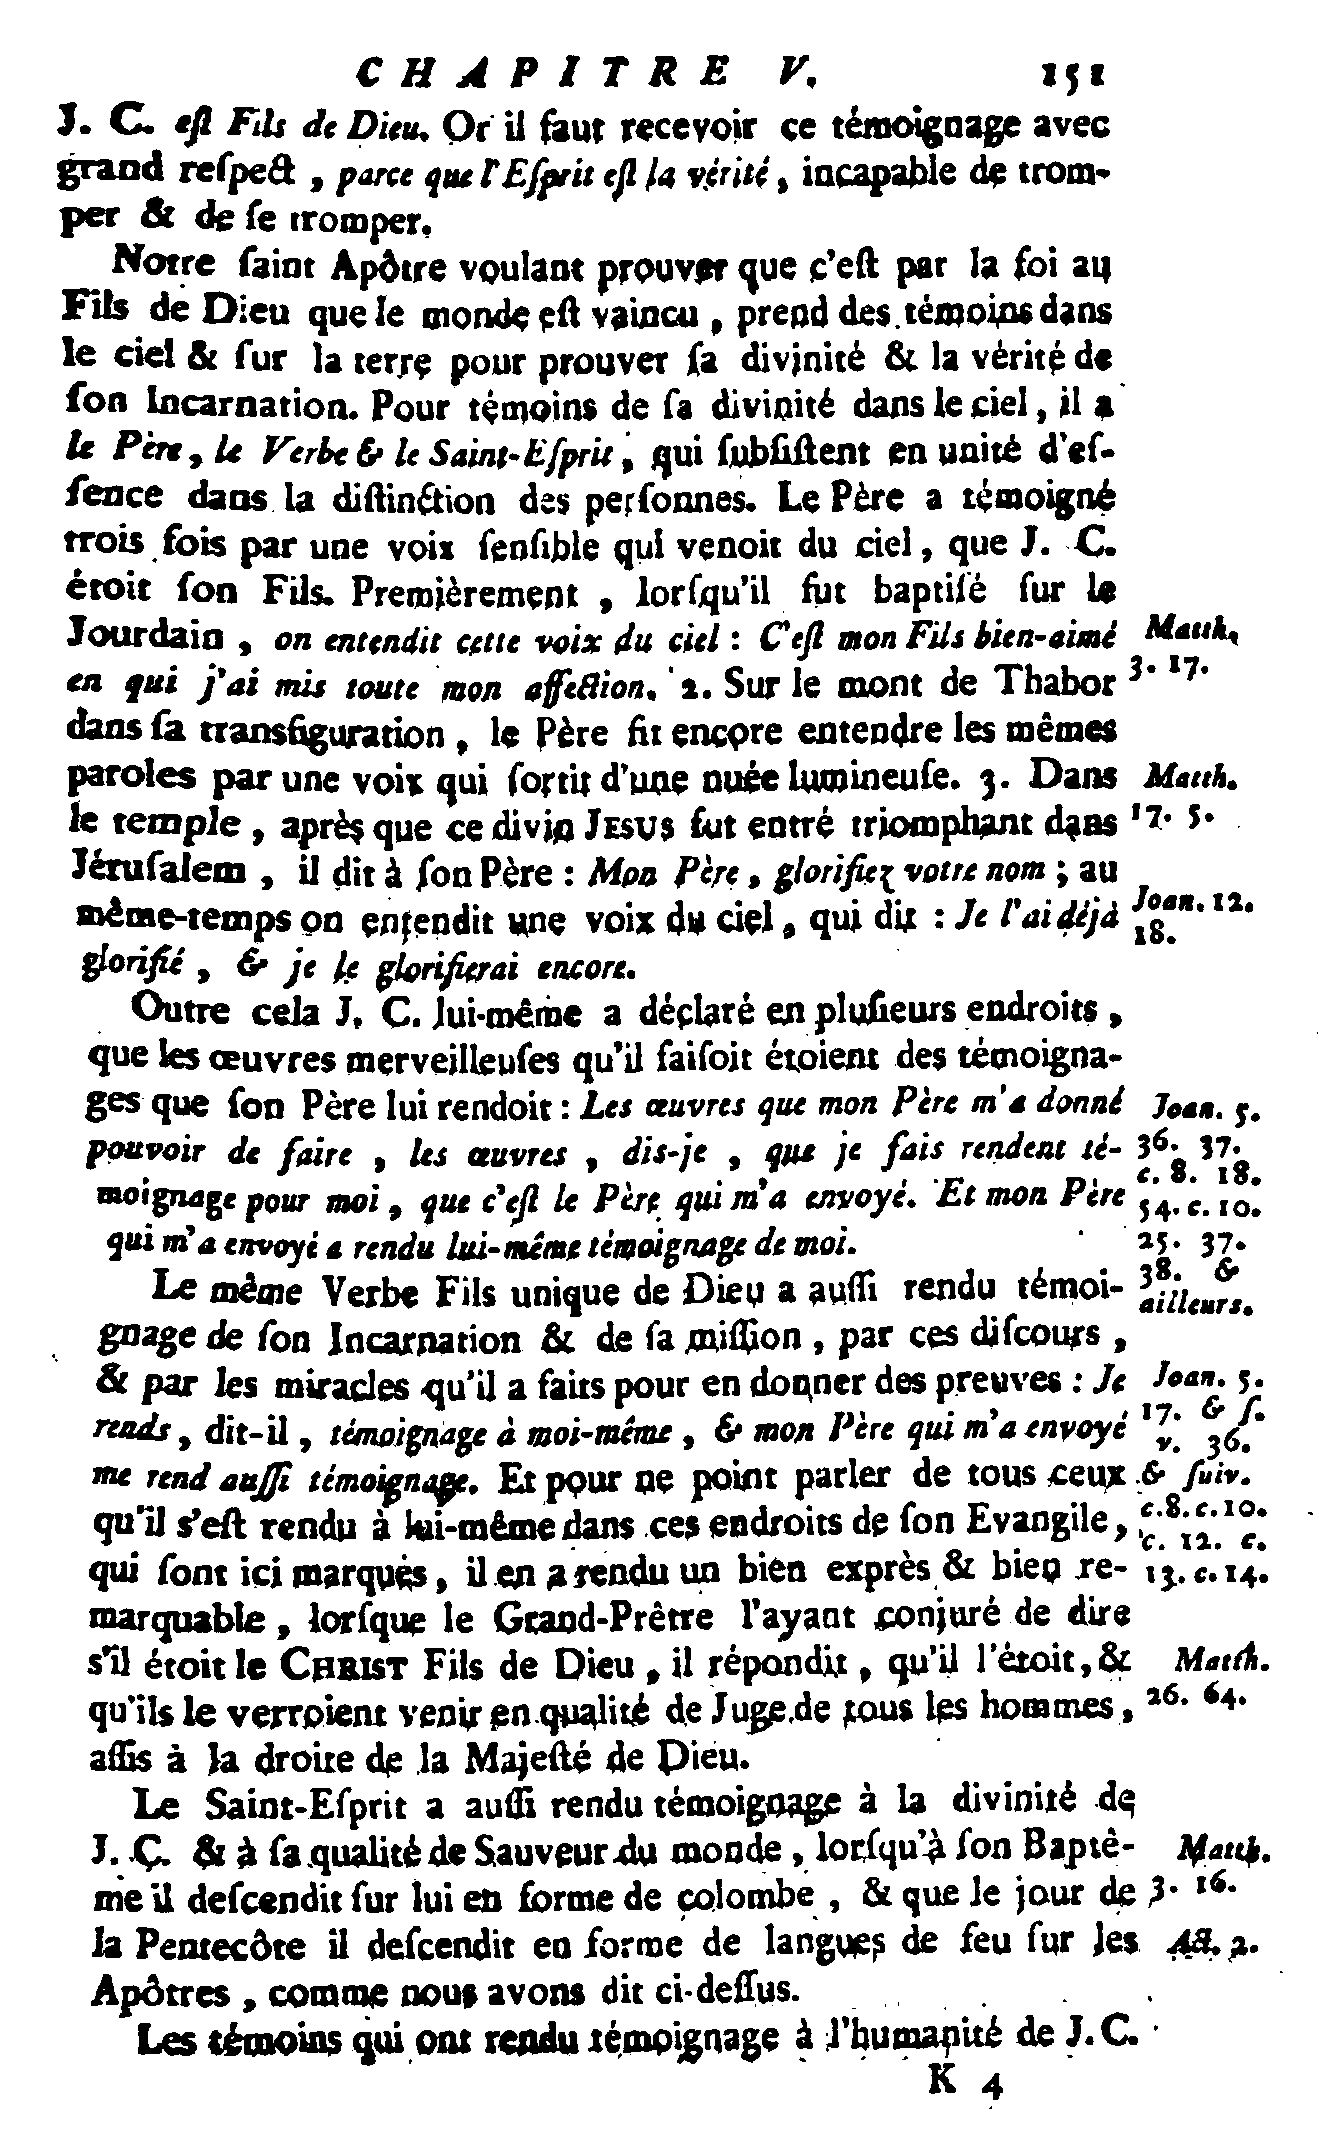 CHAPITRE V. 151
J. C. eſt Fils de Dieu. Or il faut recevoir ce témoignage avec
grand reſpect, parce que l'Eſprit eſt la vérité, incapable de trom-
per & de ſe tromper.
Notre ſaint Apôtre voulant prouver que c'eſt par la foi au
Fils de Dieu que le monde eſt vaincu, prend des témoins dans
le ciel & ſur la terre pour prouver ſa divinité & la vérité de
ſon Incarnation. Pour témoins de ſa divinité dans le ciel, il a
le Père, le Verbe & le Saint-Eſprit, qui ſubſiſtent en unité d'eſ-
ſence dans la diſtinction des perſonnes. Le Père a témoigné
trois fois par une voix ſenſible qui venoit du ciel, que J. C.
étoit ſon Fils. Premièrement, lorſqu'il fut baptiſé ſur le
Jourdain, on entendit cette voix du ciel : C'eſt mon Fils bien-aimé
Matth.
en qui j'ai mis toute mon affection. 2. Sur le mont de Thabor
3. 17.
dans ſa transfiguration, le Père fit encore entendre les mêmes
paroles par une voix qui ſortit d'une nuée lumineuſe. 3. Dans
Matth.
le temple, après que ce divin JESUS fut entré triomphant dans
17. 5.
Jéruſalem, il dit à ſon Père : Mon Père, glorifiez votre nom ; au
même-temps on entendit une voix du ciel, qui dit : Je l'ai déjà
Joan. 12.
18.
glorifié, & je le glorifierai encore.
Outre cela J. C. lui-même a déclaré en pluſieurs endroits,
que les œuvres merveilleuſes qu'il faiſoit étoient des témoigna-
ges que ſon Père lui rendoit : Les œuvres que mon Père m'a donné
Joan. 5.
pouvoir de faire, les œuvres, dis-je, que je fais rendent té-
36. 37.
c. 8. 18.
moignage pour moi, que c'eſt le Père qui m'a envoyé. Et mon Père
54. c. 10.
qui m'a envoyé a rendu lui-même témoignage de moi.
25. 37.
38. &
Le même Verbe Fils unique de Dieu a auſſi rendu témoi-
ailleurs.
gnage de ſon Incarnation & de ſa miſſion, par ces diſcours,
& par les miracles qu'il a faits pour en donner des preuves : Je
Joan. 5.
rends, dit-il, témoignage à moi-même, & mon Père qui m'a envoyé
17. & ſ.
v. 36.
me rend auſſi témoignage. Et pour ne point parler de tous ceux
& ſuiv.
qu'il s'eſt rendu à lui-même dans ces endroits de ſon Evangile,
c. 8. c. 10.
c. 12. c.
qui ſont ici marqués, il en a rendu un bien exprès & bien re-
13. c. 14.
marquable, lorſque le Grand-Prêtre l'ayant conjuré de dire
s'il étoit le CHRIST Fils de Dieu, il répondit, qu'il l'étoit, &
Matth.
qu'ils le verroient venir en qualité de Juge de tous les hommes,
26. 64.
aſſis à la droite de la Majeſté de Dieu.
Le Saint-Eſprit a auſſi rendu témoignage à la divinité de
J. C. & à ſa qualité de Sauveur du monde, lorſqu'à ſon Baptê-
Matth.
me il deſcendit ſur lui en forme de colombe, & que le jour de
3. 16.
la Pentecôte il deſcendit en forme de langues de feu ſur les
Act. 2.
Apôtres, comme nous avons dit ci-deſſus.
Les témoins qui ont rendu témoignage à l'humanité de J. C.
K 4